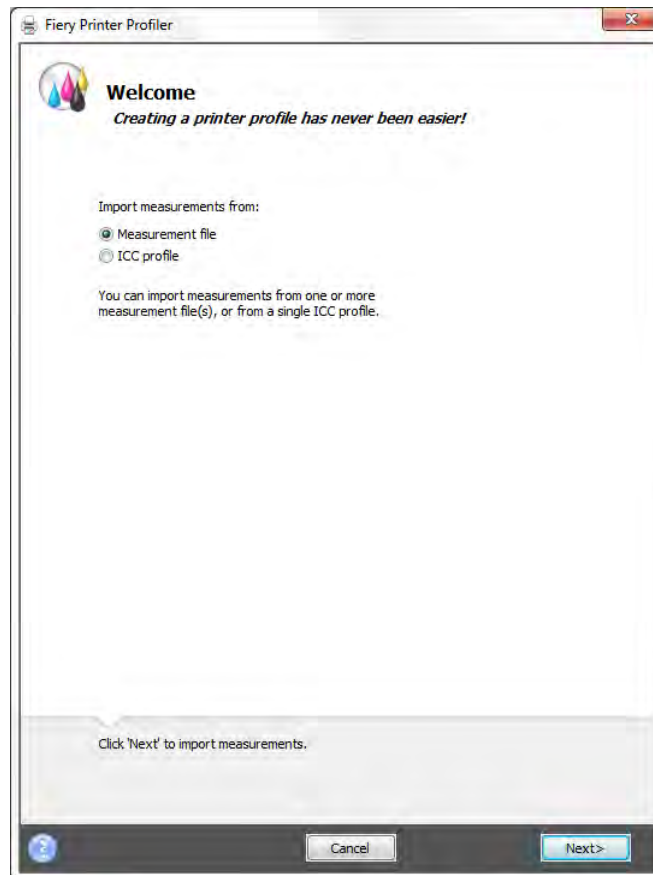 Fiery Printer Profiler
Welcome
Creating a printer profile has never been easier!
Import measurements from:
Measurement file
ICC profile
You can import measurements from one or more
measurement file(s), or from a single ICC profile.
Click 'Next' to import measurements.
?
Cancel
Next>